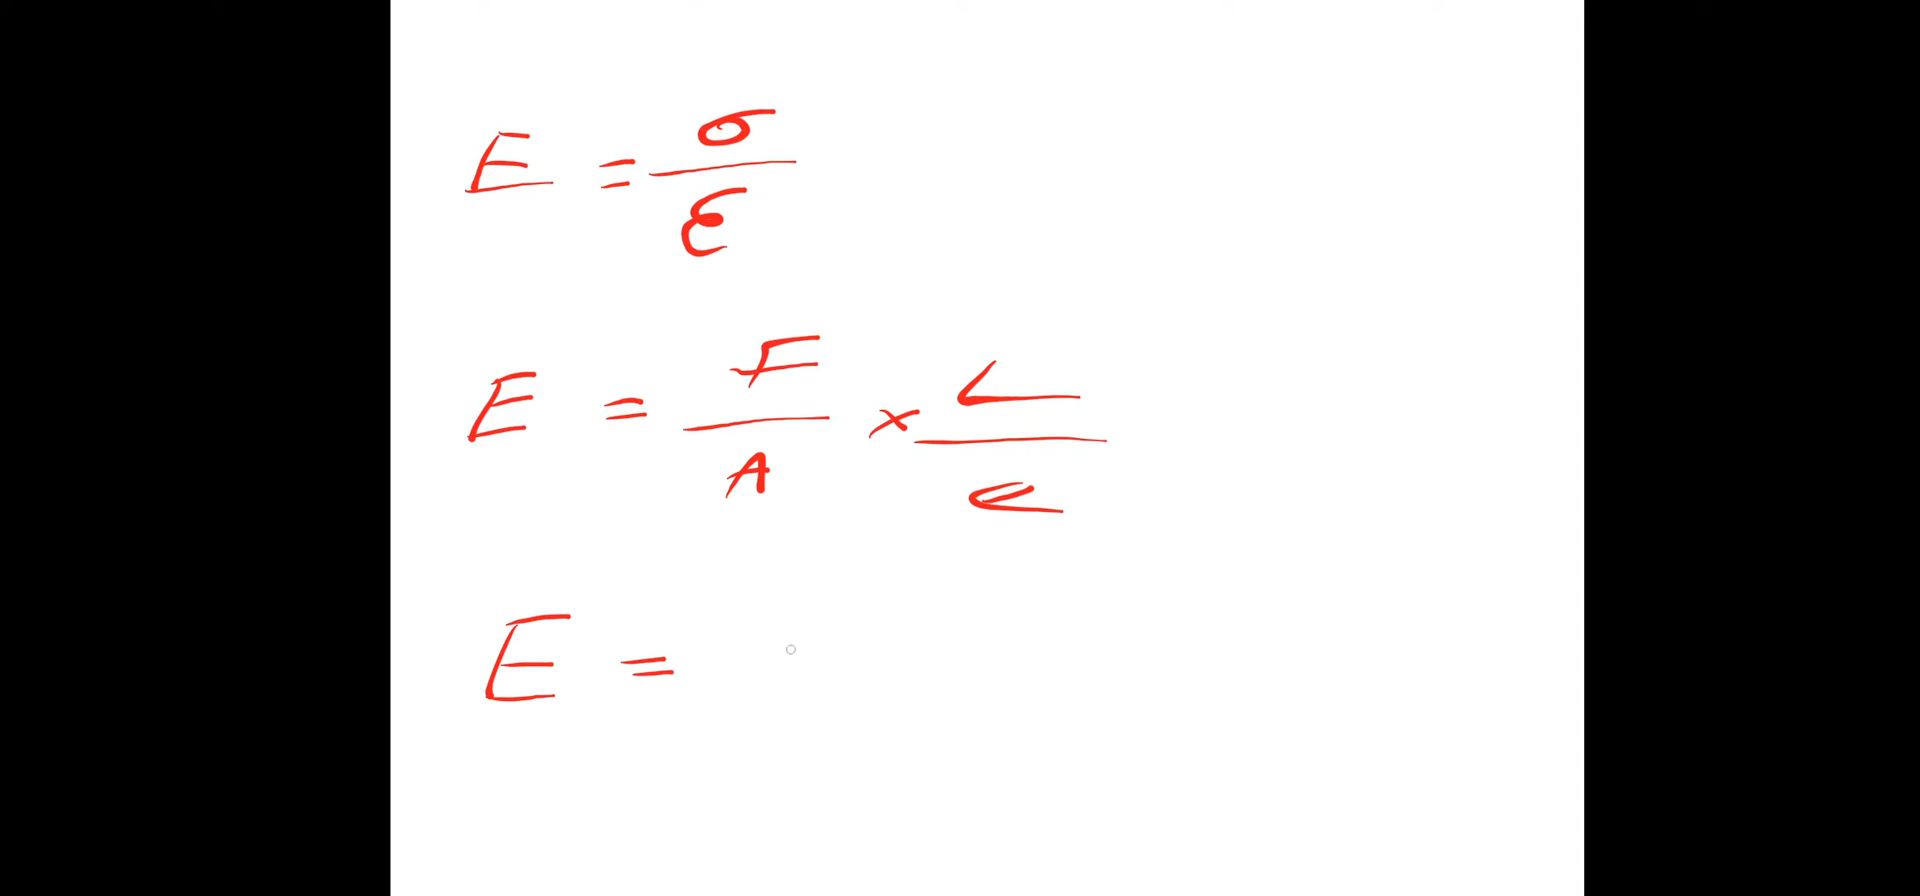 E = σ/ε
E = F/A × L/e
E =